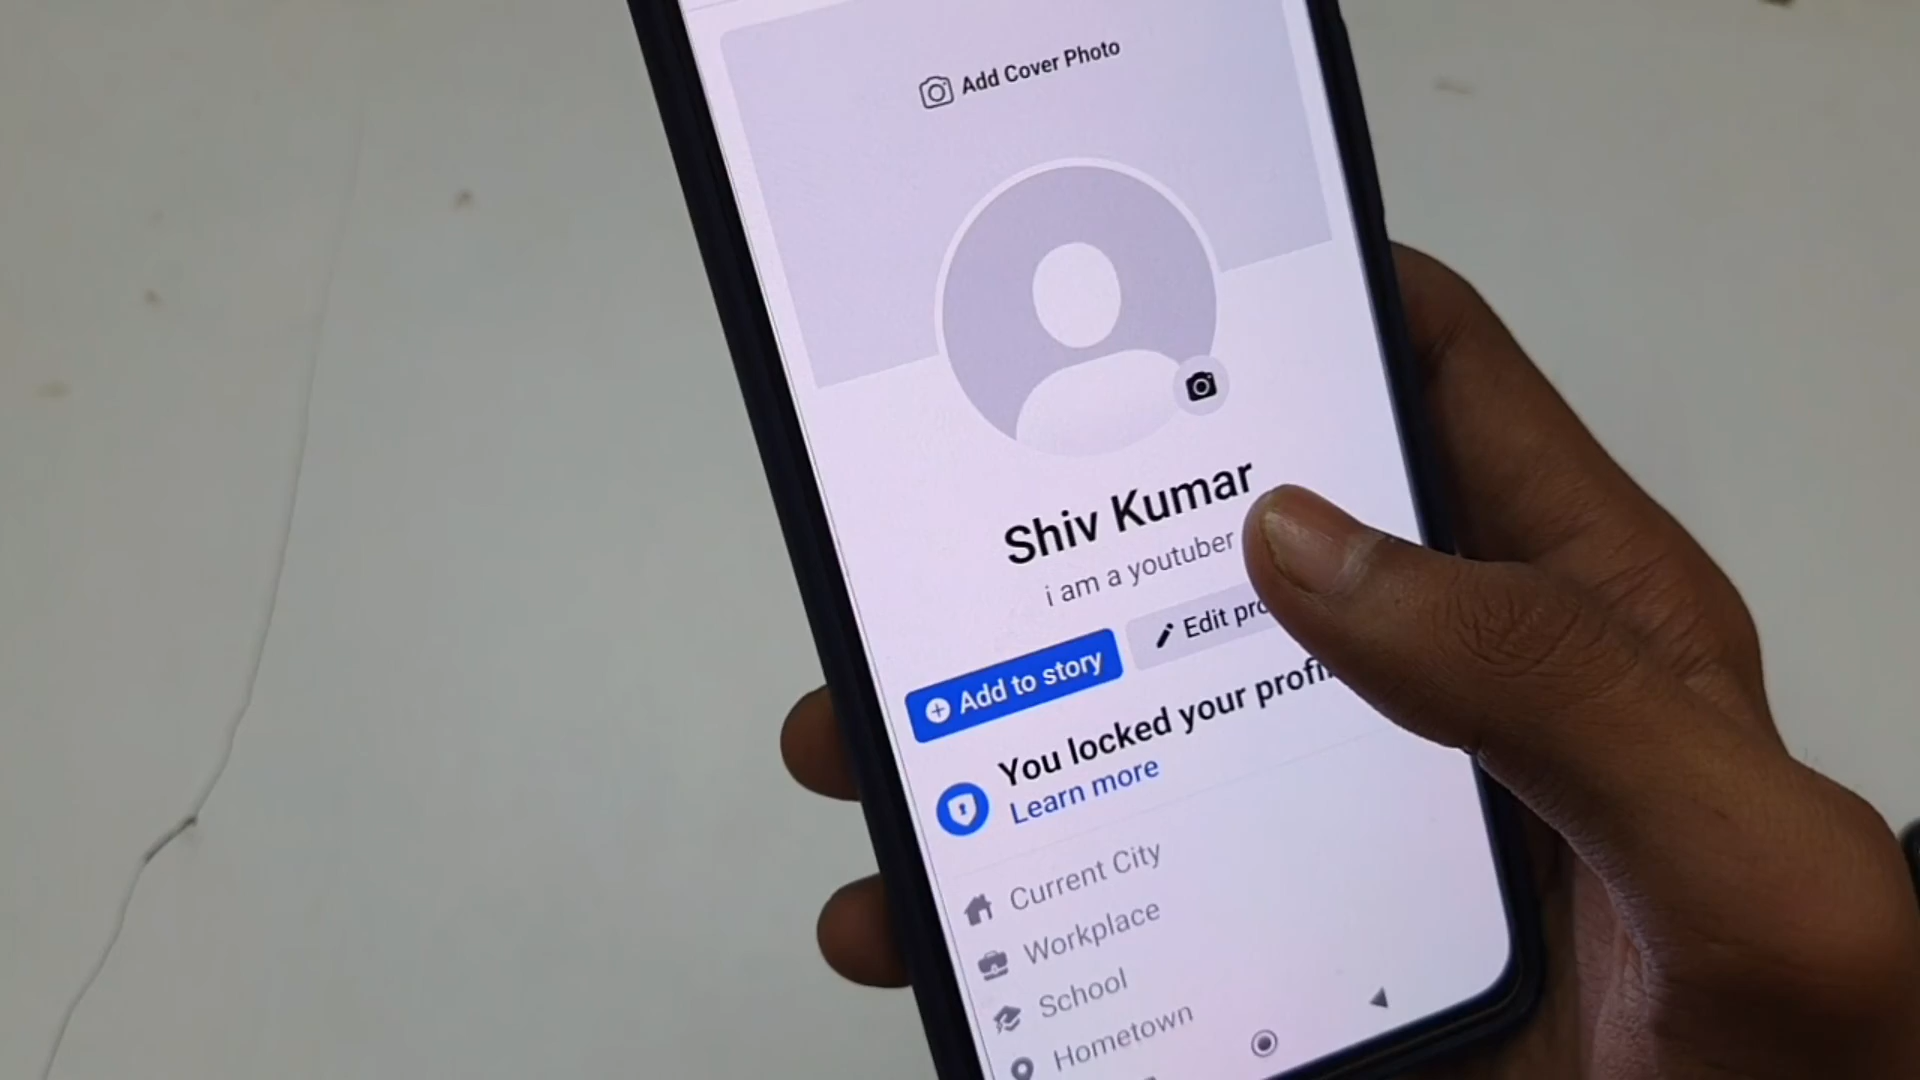 Add Cover Photo
Shiv Kumar
i am a youtuber
Add to story
Edit pro
You locked your profi
Learn more
Current City
Workplace
School
Hometown